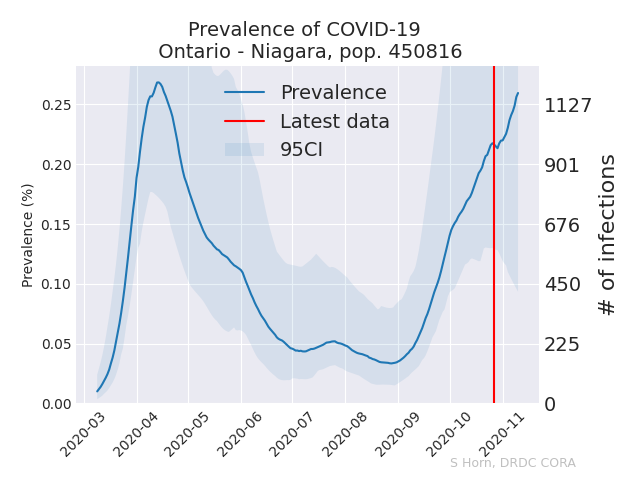 Prevalence of COVID-19
Ontario - Niagara, pop. 450816
Prevalence
Latest data
95CI
Prevalence (%)
0.25
0.20
0.15
0.10
0.05
0.00
1127
901
676
450
225
0
# of infections
2020-03
2020-04
2020-05
2020-06
2020-07
2020-08
2020-09
2020-10
2020-11
S Horn, DRDC CORA